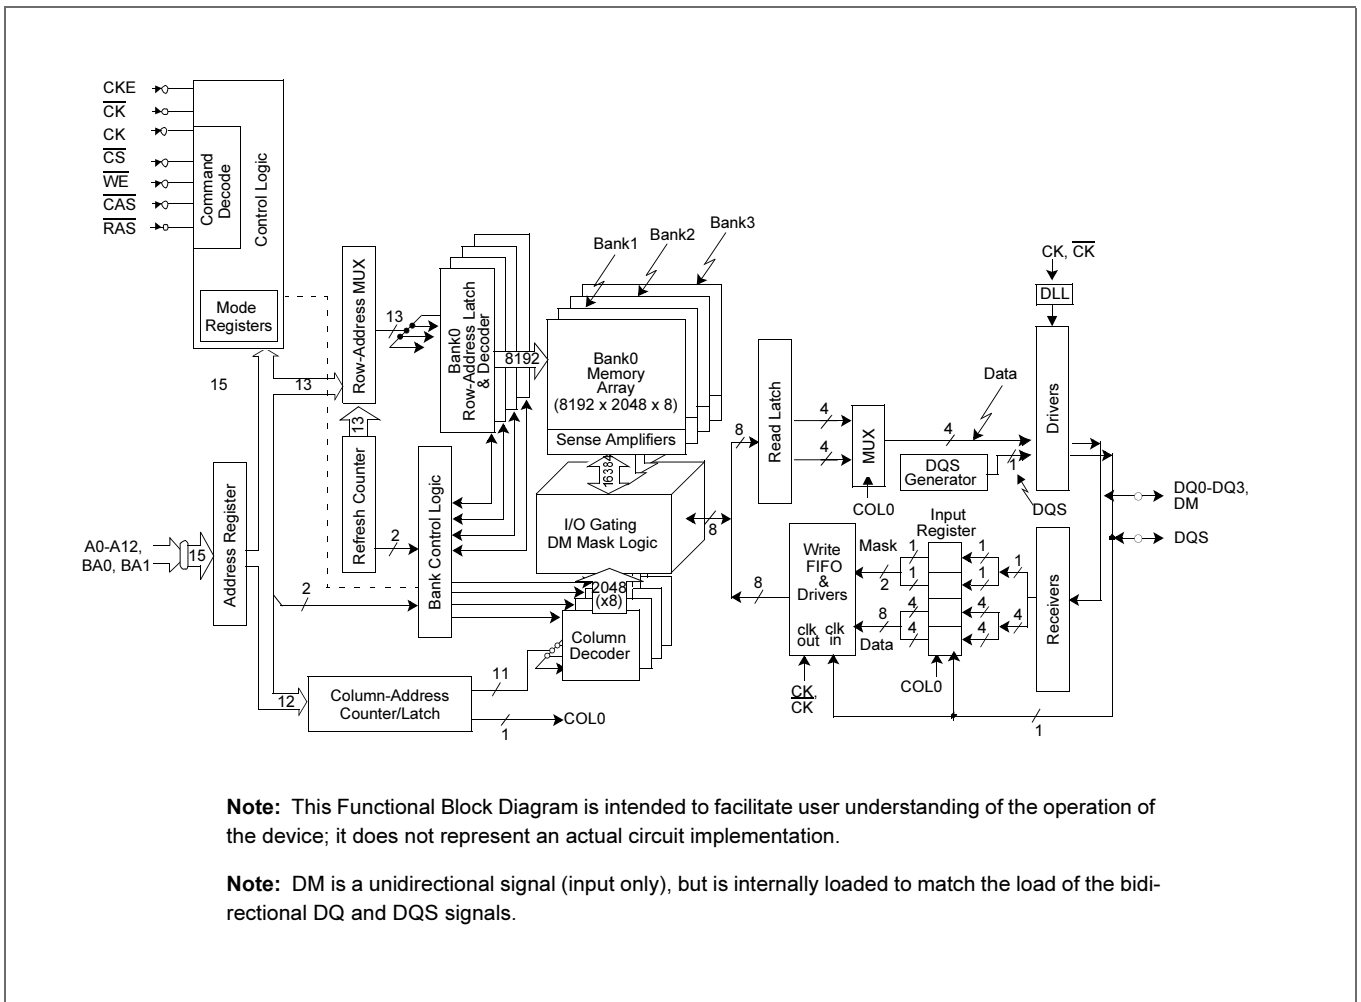 CKE
C̅K̅
CK
C̅S̅
W̅E̅
C̅A̅S̅
R̅A̅S̅
Command
Decode
Control Logic
Mode
Registers
15
13
Row-Address MUX
13
13
Refresh Counter
2
Bank0
Row-Address Latch
& Decoder
8192
Bank1
Bank2
Bank3
Bank0
Memory
Array
(8192 x 2048 x 8)
Sense Amplifiers
16384
I/O Gating
DM Mask Logic
2048
(x8)
Column
Decoder
Bank Control Logic
A0-A12,
BA0, BA1
15
Address Register
2
12
Column-Address
Counter/Latch
11
1
COL0
8
8
8
Read Latch
4
4
MUX
COL0
4
Data
DQS
Generator
1
DQS
CK, C̅K̅
DLL
Drivers
DQ0-DQ3,
DM
DQS
Input
Register
Write
FIFO
&
Drivers
clk
out
clk
in
Mask
1
2
1
8
Data
4
4
1
1
4
4
1
4
Receivers
COL0
CK,
C̅K̅
1
Note: This Functional Block Diagram is intended to facilitate user understanding of the operation of
the device; it does not represent an actual circuit implementation.
Note: DM is a unidirectional signal (input only), but is internally loaded to match the load of the bidi-
rectional DQ and DQS signals.